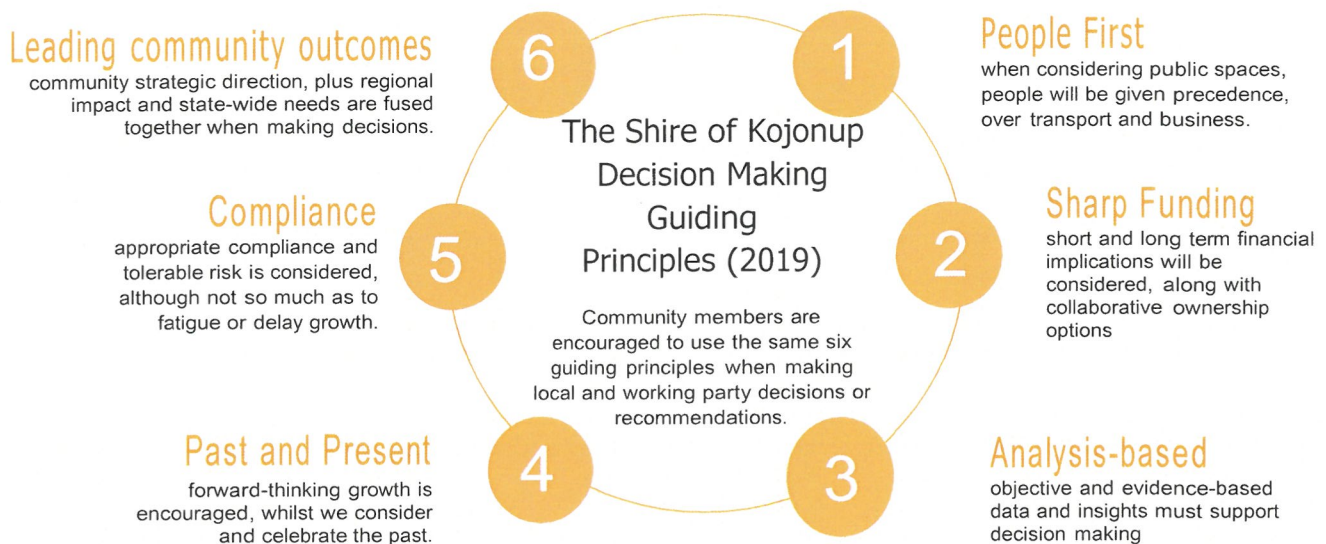 The Shire of Kojonup
Decision Making
Guiding
Principles (2019)
Community members are
encouraged to use the same six
guiding principles when making
local and working party decisions or
recommendations.
1
People First
when considering public spaces,
people will be given precedence,
over transport and business.
2
Sharp Funding
short and long term financial
implications will be
considered, along with
collaborative ownership
options
3
Analysis-based
objective and evidence-based
data and insights must support
decision making
4
Past and Present
forward-thinking growth is
encouraged, whilst we consider
and celebrate the past.
5
Compliance
appropriate compliance and
tolerable risk is considered,
although not so much as to
fatigue or delay growth.
6
Leading community outcomes
community strategic direction, plus regional
impact and state-wide needs are fused
together when making decisions.